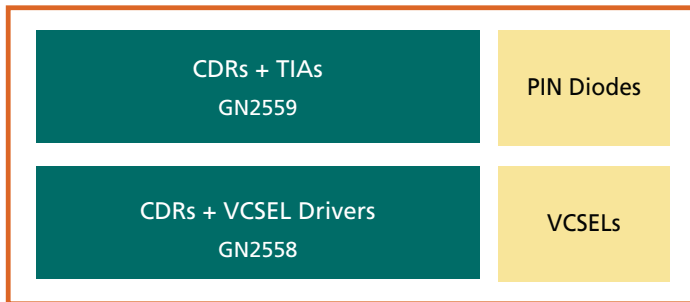 CDRs + TIAs
GN2559
PIN Diodes
CDRs + VCSEL Drivers
GN2558
VCSELs